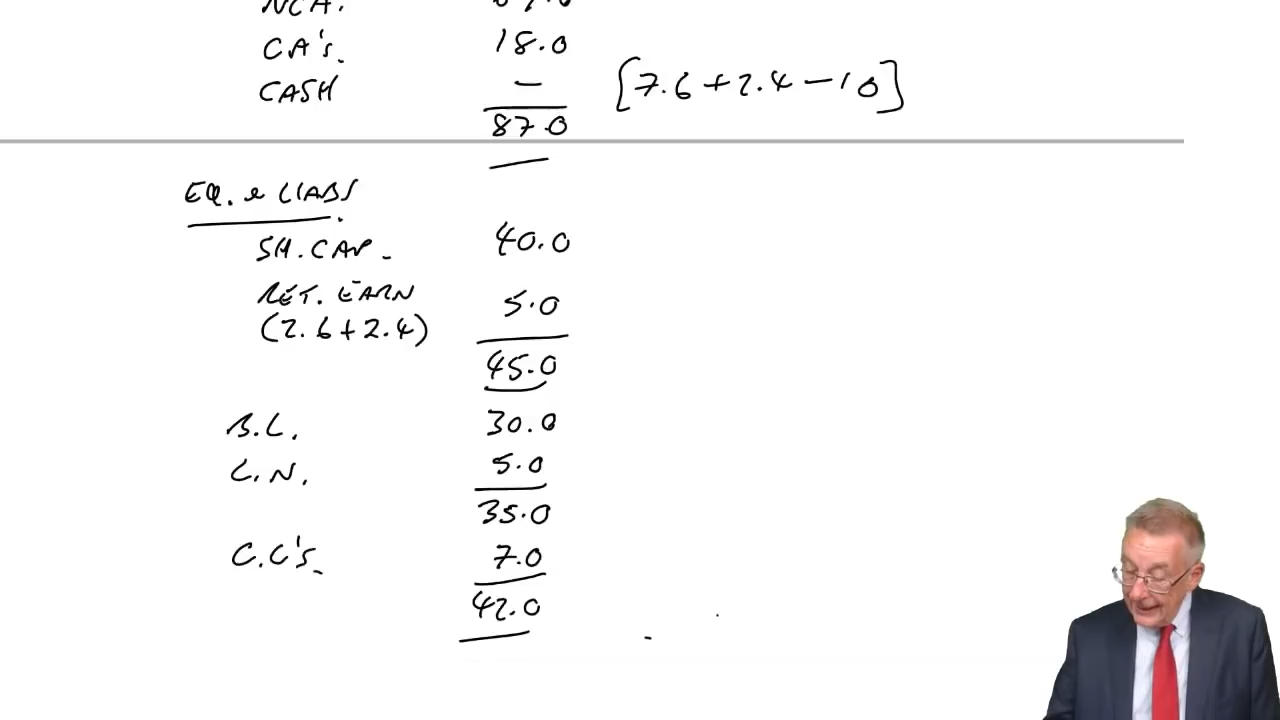 NCA.
CA's. 18.0
CASH - [7.6+2.4-10]
87.0
EQ. & LIABS.
SH. CAP. 40.0
RET. EARN 5.0
(2.6+2.4)
45.0
B.L. 30.0
L.N. 5.0
35.0
C.L's. 7.0
42.0